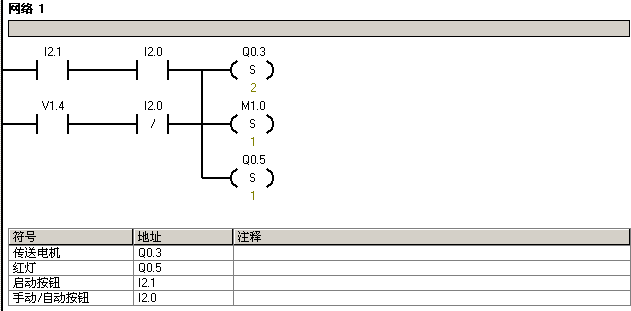 网络 1
I2.1 I2.0 Q0.3
S
2
V1.4 I2.0 M1.0
/ S
1
Q0.5
S
1
符号 地址 注释
传送电机 Q0.3
红灯 Q0.5
启动按钮 I2.1
手动/自动按钮 I2.0